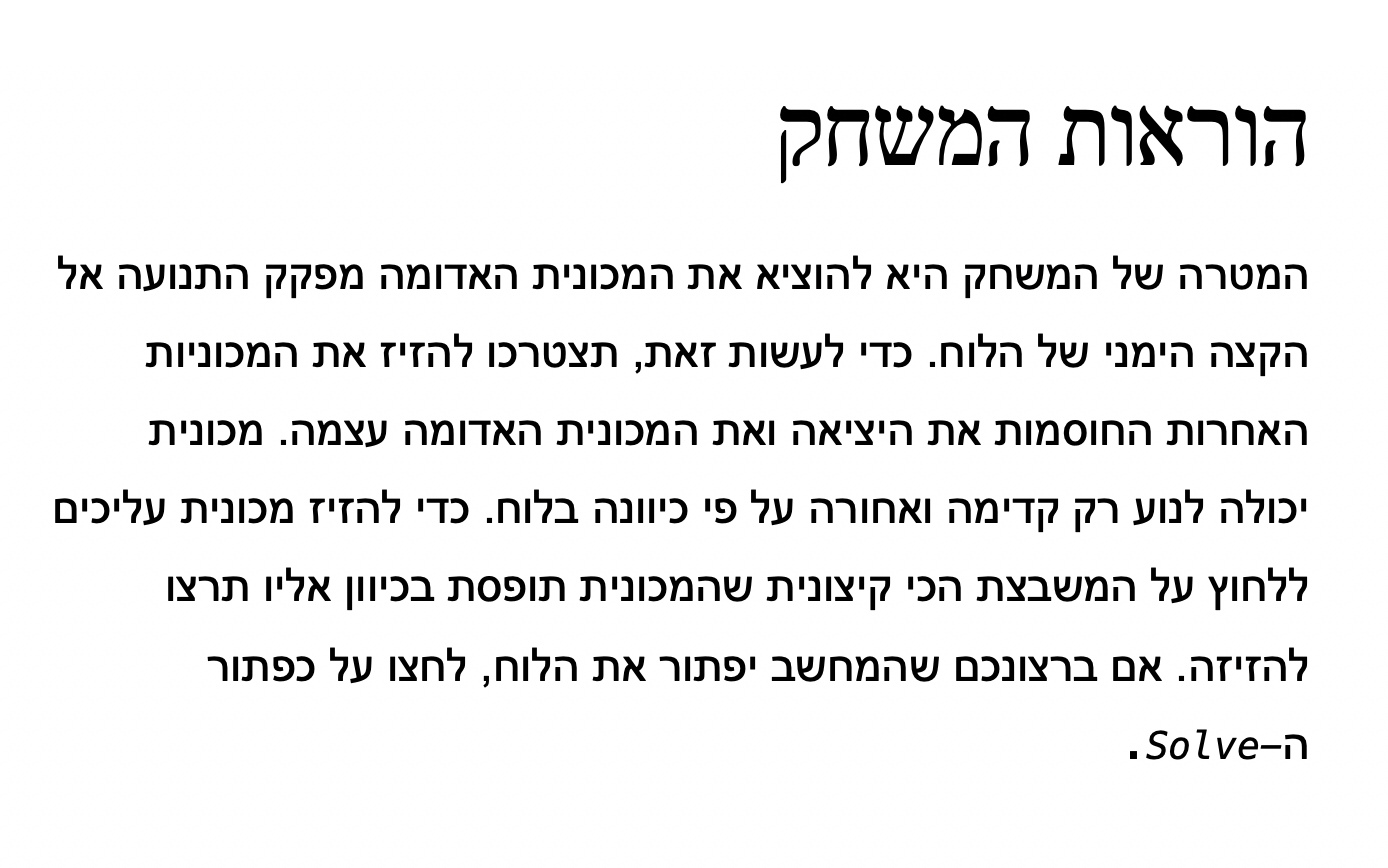 הוראות המשחק
המטרה של המשחק היא להוציא את המכונית האדומה מפקק התנועה אל
הקצה הימני של הלוח. כדי לעשות זאת, תצטרכו להזיז את המכוניות
האחרות החוסמות את היציאה ואת המכונית האדומה עצמה. מכונית
יכולה לנוע רק קדימה ואחורה על פי כיוונה בלוח. כדי להזיז מכונית עליכים
ללחוץ על המשבצת הכי קיצונית שהמכונית תופסת בכיוון אליו תרצו
להזיזה. אם ברצונכם שהמחשב יפתור את הלוח, לחצו על כפתור
ה-Solve.